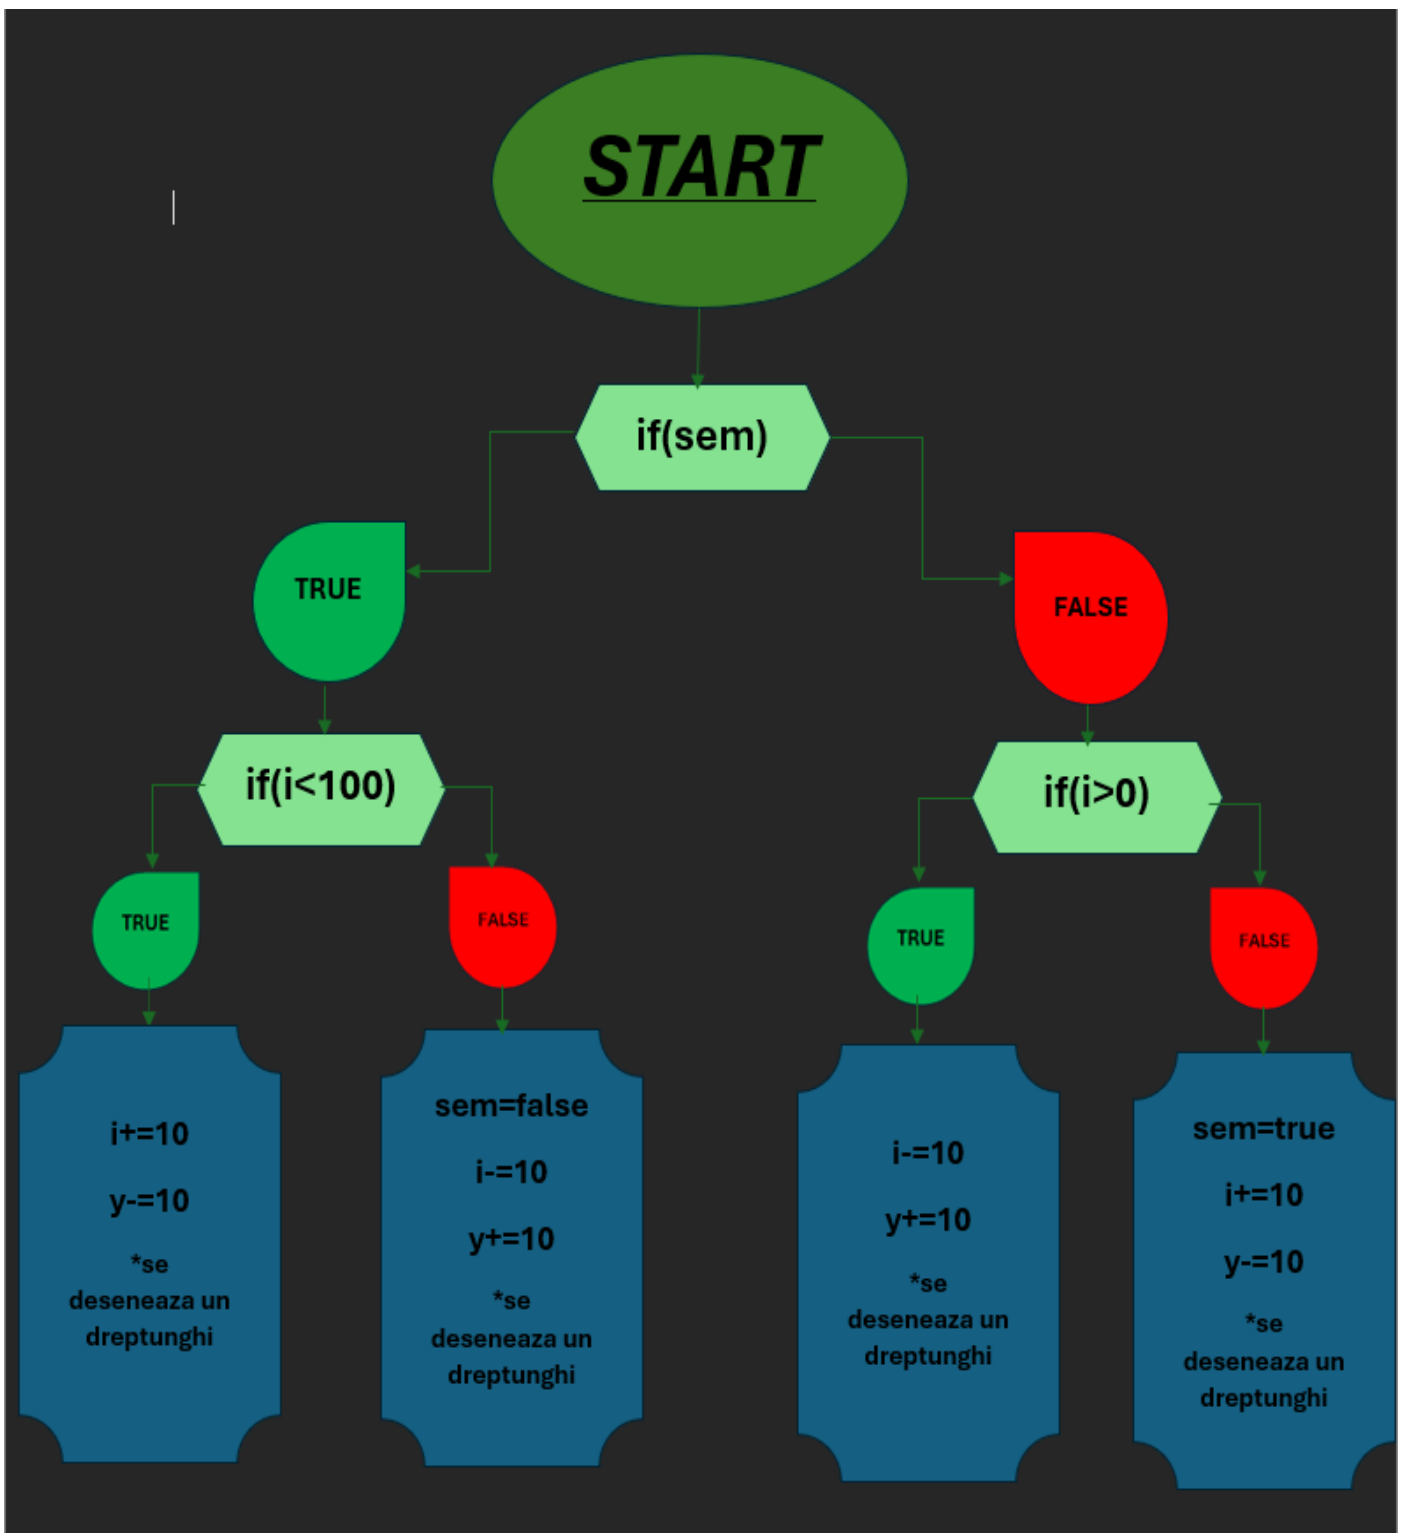 START
if(sem)
TRUE
FALSE
if(i<100)
if(i>0)
TRUE
FALSE
TRUE
FALSE
i+=10
y-=10
*se
deseneaza un
dreptunghi
sem=false
i-=10
y+=10
*se
deseneaza un
dreptunghi
i-=10
y+=10
*se
deseneaza un
dreptunghi
sem=true
i+=10
y-=10
*se
deseneaza un
dreptunghi